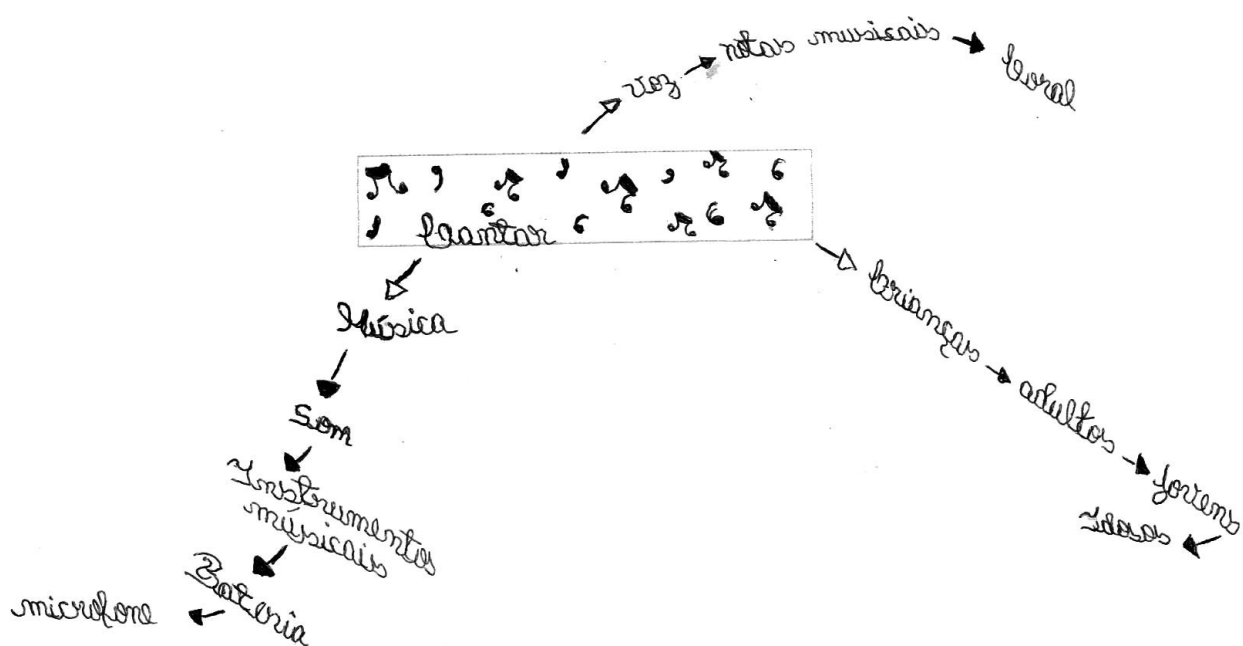 voz
notas musicais
Coral
Cantar
Crianças
adultos
jovens
Idosos
Música
Som
Instrumentos
músicais
Bateria
microfone